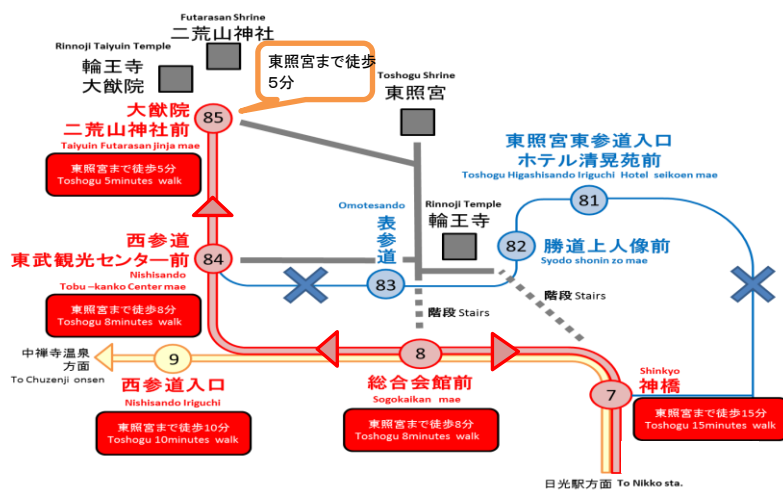 Futarasan Shrine
二荒山神社
Rinnoji Taiyuin Temple
輪王寺
大猷院
東照宮まで徒歩
5分
Toshogu Shrine
東照宮
大猷院
二荒山神社前
Taiyuin Futarasan jinja mae
85
東照宮まで徒歩5分
Toshogu 5minutes walk
東照宮東参道入口
ホテル清晃苑前
Toshogu Higashisando Iriguchi Hotel seikoen mae
81
Omotesando
表参道
83
Rinnoji Temple
輪王寺
82
勝道上人像前
Syodo shonin zo mae
西参道
東武観光センター前
Nishisando
Tobu –kanko Center mae
84
東照宮まで徒歩8分
Toshogu 8minutes walk
階段 Stairs
階段 Stairs
中禅寺温泉
方面
To Chuzenji onsen
9
西参道入口
Nishisando Iriguchi
東照宮まで徒歩10分
Toshogu 10minutes walk
8
総合会館前
Sogokaikan mae
東照宮まで徒歩8分
Toshogu 8minutes walk
Shinkyo
神橋
7
東照宮まで徒歩15分
Toshogu 15minutes walk
日光駅方面 To Nikko sta.